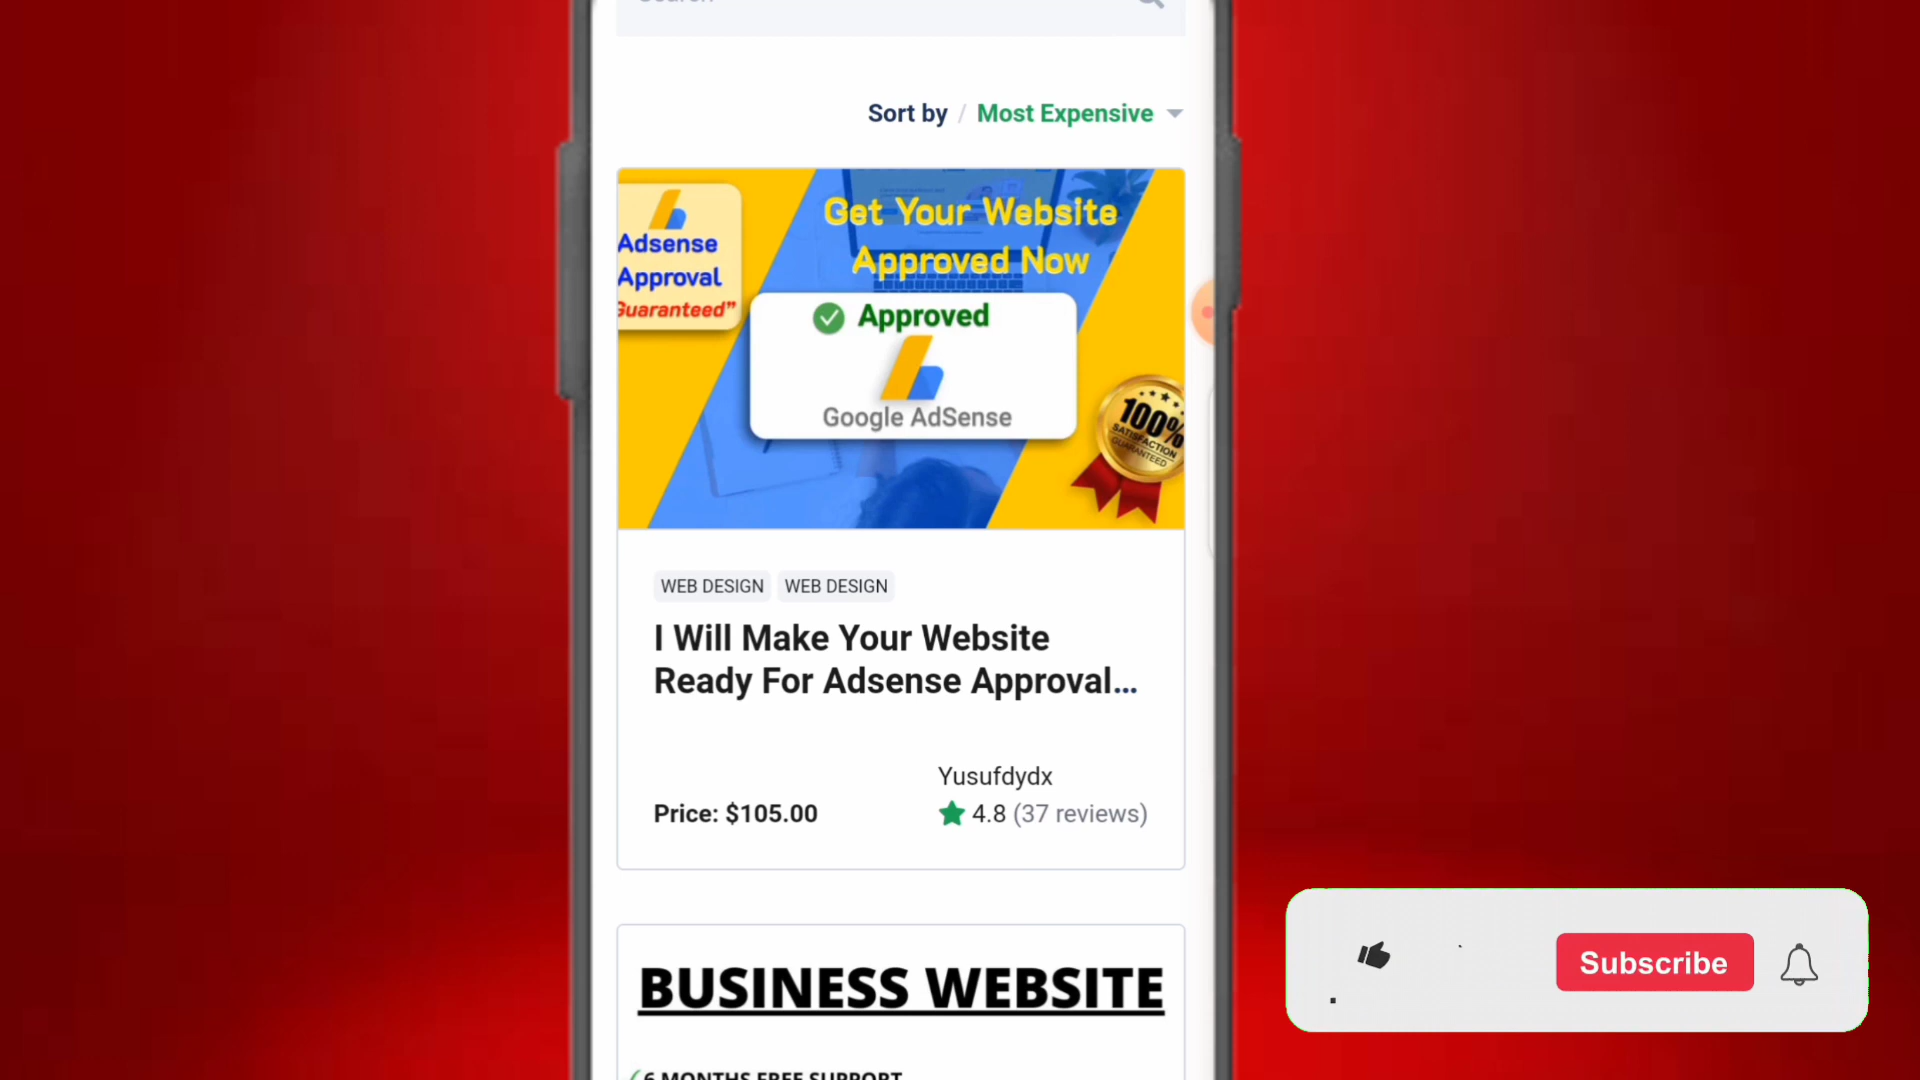 Search
Sort by / Most Expensive
Adsense
Approval
Guaranteed”
Get Your Website
Approved Now
Approved
Google AdSense
100%
SATISFACTION
GUARANTEED
WEB DESIGN WEB DESIGN
I Will Make Your Website
Ready For Adsense Approval...
Yusufdydx
Price: $105.00
4.8 (37 reviews)
BUSINESS WEBSITE
6 MONTHS FREE SUPPORT
Subscribe